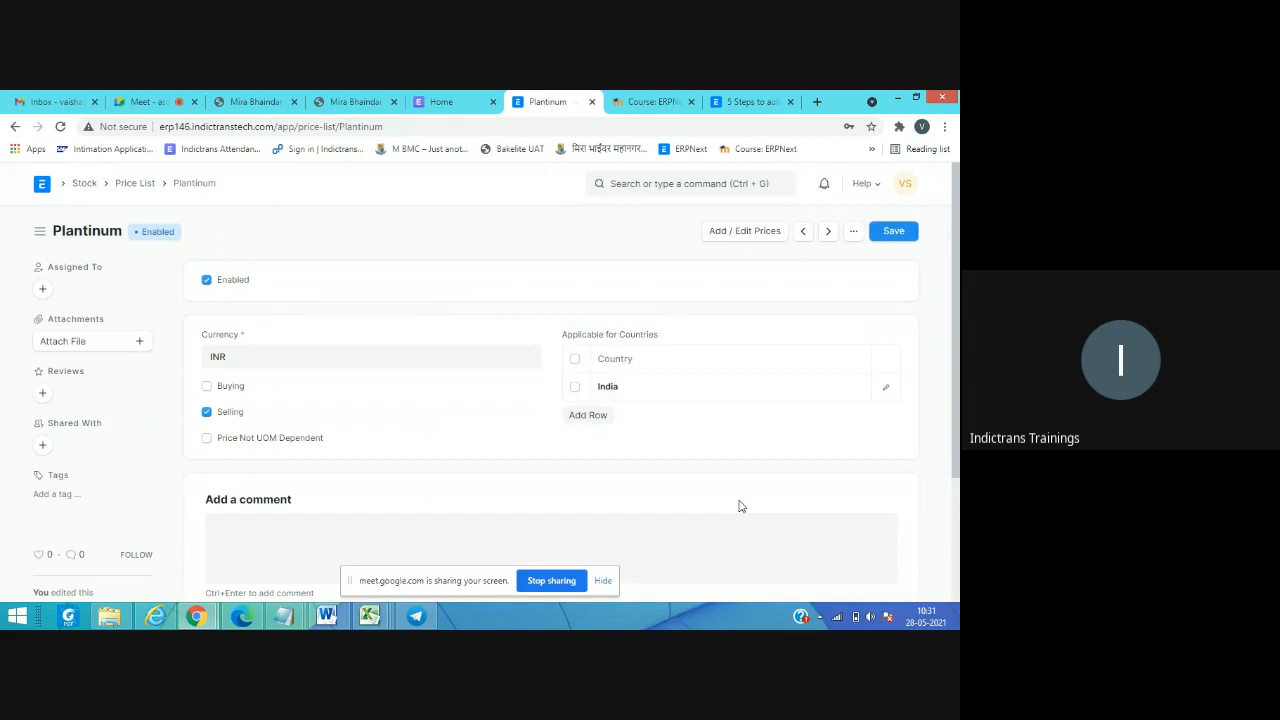 Inbox - vaisha
Meet - as
Mira Bhaindar
Mira Bhaindar
Home
Plantinum
Course: ERPNe
5 Steps to aut
Not secure
erp146.indictranstech.com/app/price-list/Plantinum
Apps
Intimation Applicati...
Indictrans Attendan...
Sign in | Indictrans...
M BMC – Just anot...
Bakelite UAT
मिरा भाईंदर महानगर...
ERPNext
Course: ERPNext
»
Reading list
Stock
Price List
Plantinum
Search or type a command (Ctrl + G)
Help
VS
Plantinum
Enabled
Add / Edit Prices
...
Save
Assigned To
Attachments
Attach File
Reviews
Shared With
Tags
Add a tag ...
0 · 0
FOLLOW
You edited this
Enabled
Currency *
INR
Buying
Selling
Price Not UOM Dependent
Applicable for Countries
Country
India
Add Row
Add a comment
Ctrl+Enter to add comment
meet.google.com is sharing your screen.
Stop sharing
Hide
10:31
28-05-2021
I
Indictrans Trainings